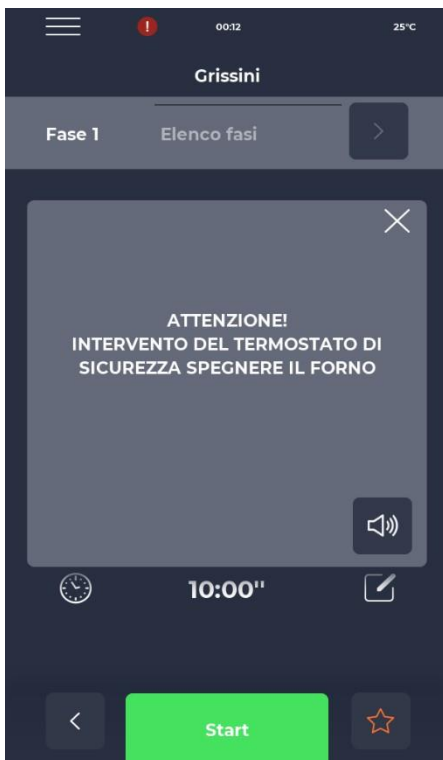 00:12 25°C
Grissini
Fase 1 Elenco fasi
ATTENZIONE!
INTERVENTO DEL TERMOSTATO DI
SICUREZZA SPEGNERE IL FORNO
10:00"
Start